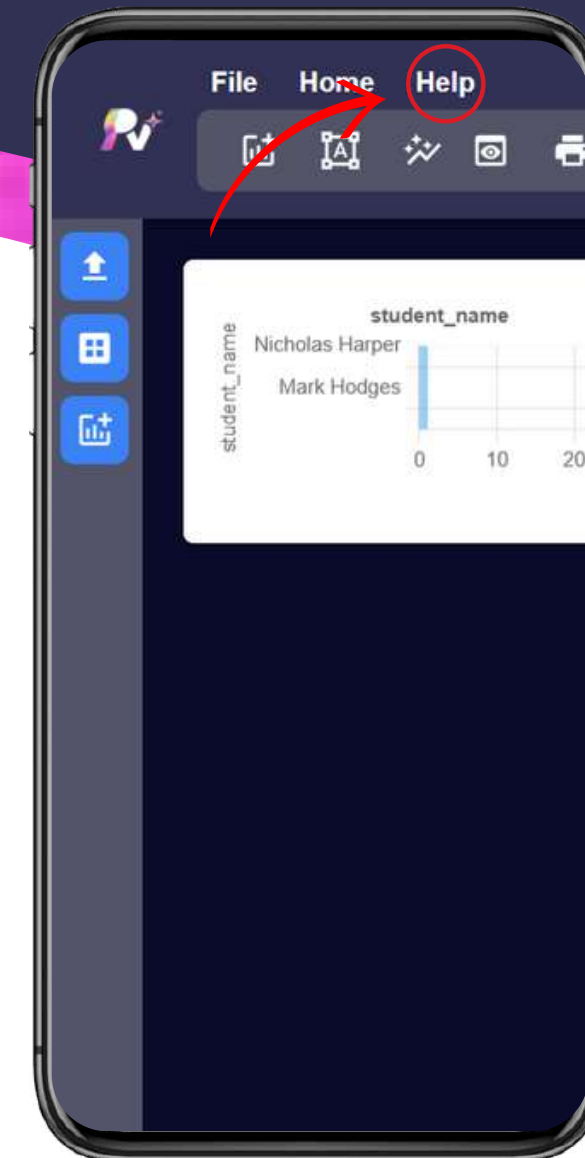 File Home Help
A
student_name
student_name
Nicholas Harper
Mark Hodges
0 10 20